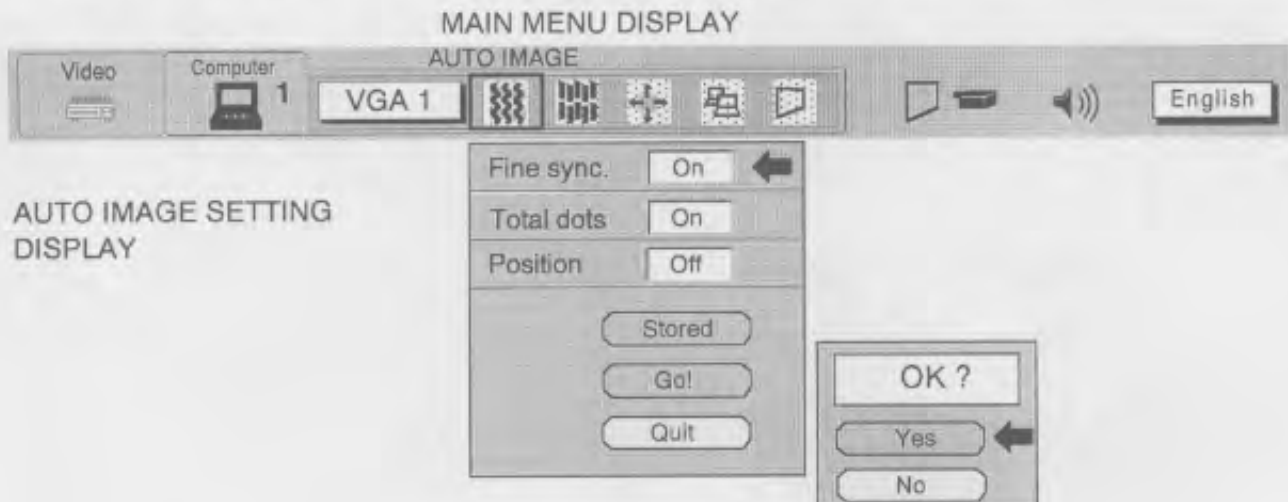 MAIN MENU DISPLAY
AUTO IMAGE
Video
Computer
1
VGA 1
English
AUTO IMAGE SETTING
DISPLAY
Fine sync. On
Total dots On
Position Off
Stored
Go!
Quit
OK ?
Yes
No